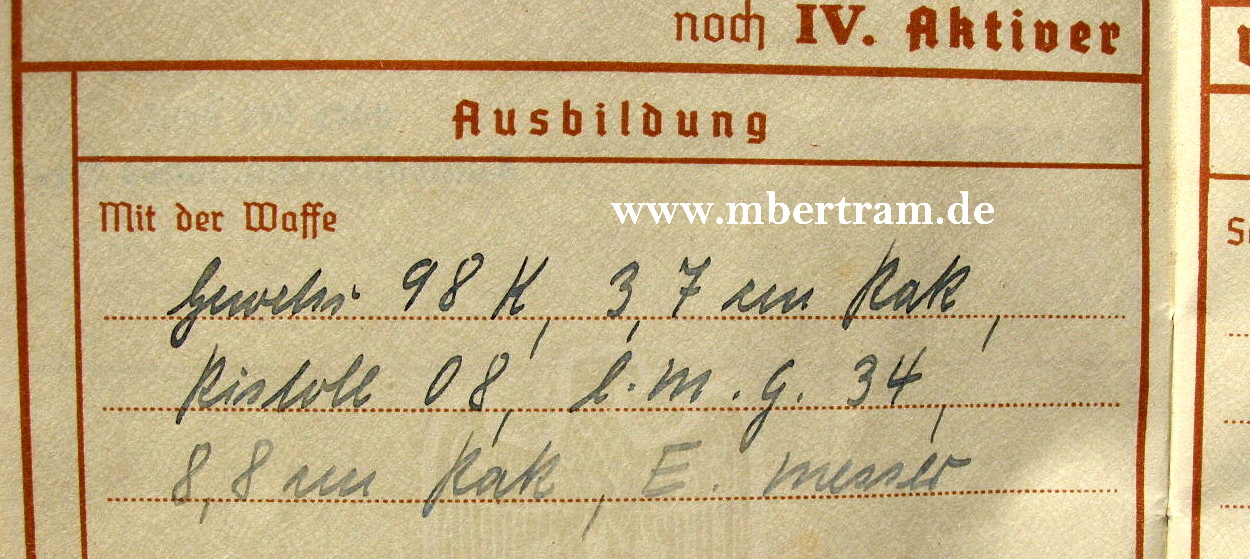 noch IV. Aktiver
Ausbildung
Mit der Waffe
www.mbertram.de
Gewehr 98 K, 3,7 cm Pak,
Pistole 08, l. M. G. 34,
8,8 cm Pak, E. Messer